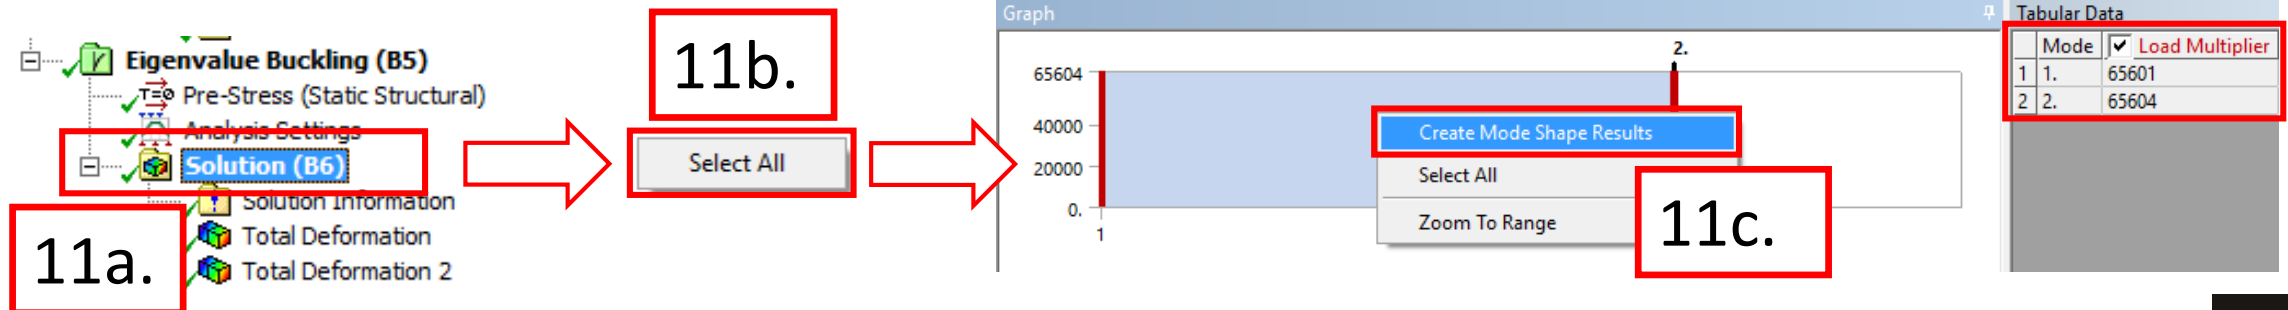 Eigenvalue Buckling (B5)
Pre-Stress (Static Structural)
Analysis Settings
Solution (B6)
Solution Information
Total Deformation
Total Deformation 2
11a.
11b.
Select All
Graph
2.
65604
40000
20000
0.
1
Create Mode Shape Results
Select All
Zoom To Range
11c.
Tabular Data
Mode Load Multiplier
1 1. 65601
2 2. 65604